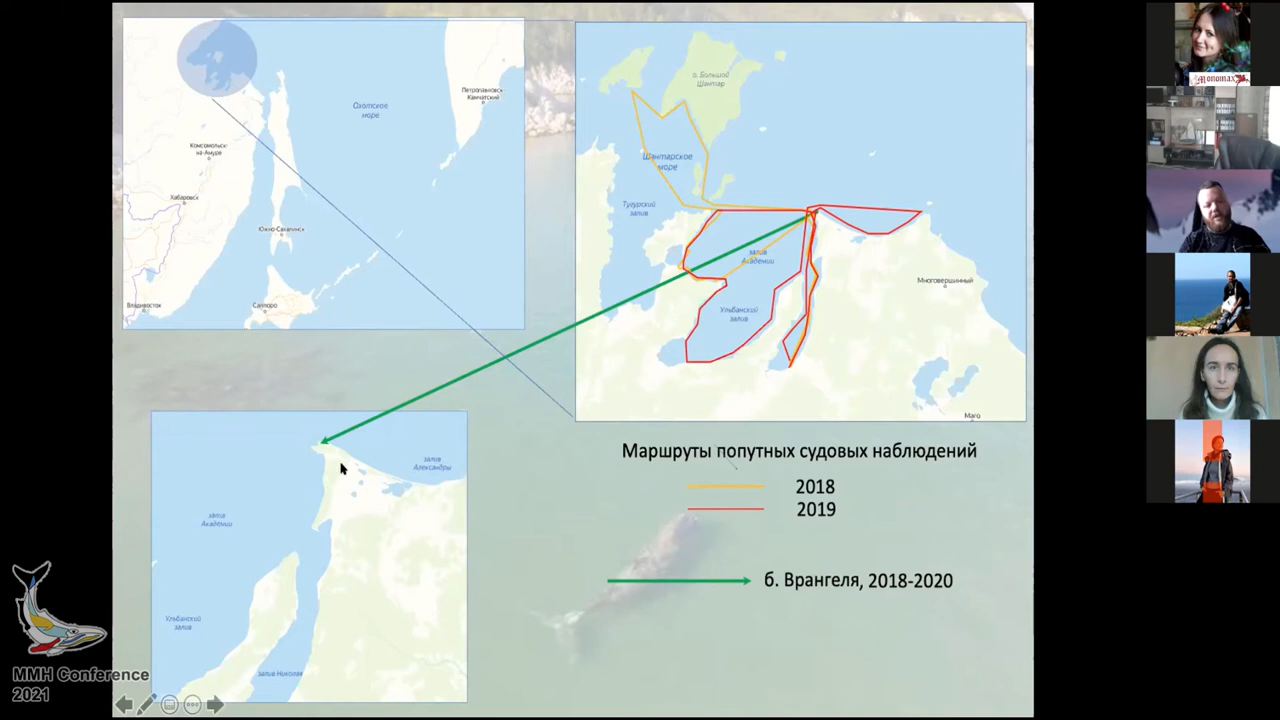 Охотское
море
Петропавловск-
Камчатский
Комсомольск-
на-Амуре
Хабаровск
Южно-Сахалинск
Владивосток
Саппоро
о. Большой
Шантар
Шантарское
море
Тугурский
залив
залив
Академии
Ульбанский
залив
Многовершинный
Маго
залив
Александры
залив
Академии
Ульбанский
залив
залив Николая
Маршруты попутных судовых наблюдений
2018
2019
б. Врангеля, 2018-2020
MMH Conference
2021
Monomax